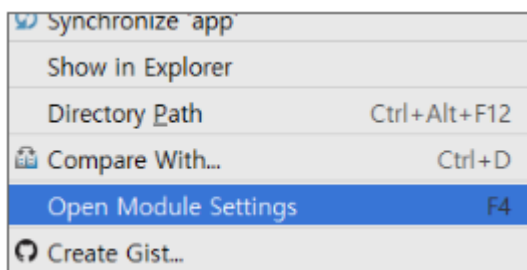 Synchronize 'app'
Show in Explorer
Directory Path Ctrl+Alt+F12
Compare With... Ctrl+D
Open Module Settings F4
Create Gist...